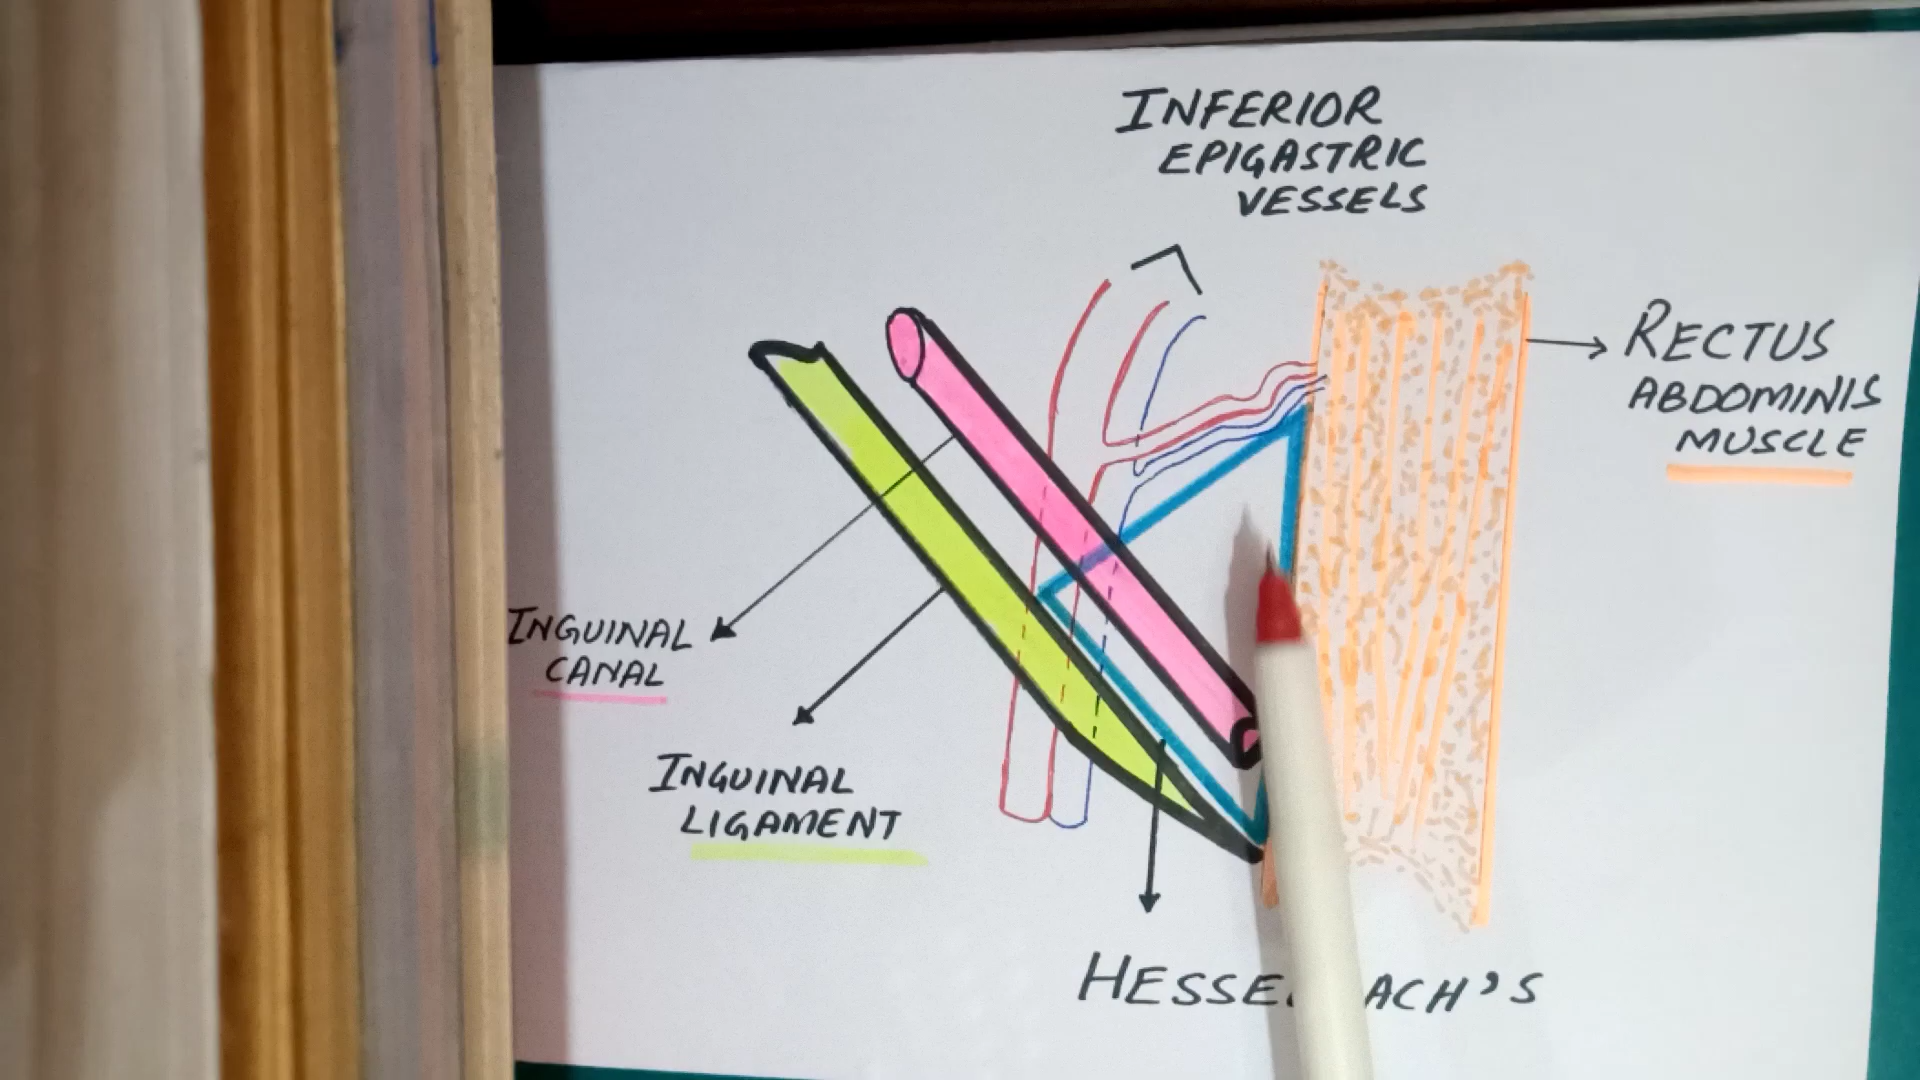 INFERIOR
EPIGASTRIC
VESSELS
RECTUS
ABDOMINIS
MUSCLE
INGUINAL
CANAL
INGUINAL
LIGAMENT